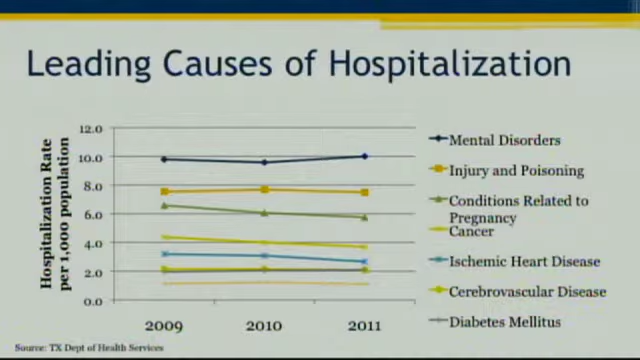 Leading Causes of Hospitalization
Hospitalization Rate
per 1,000 population
12.0
10.0
8.0
6.0
4.0
2.0
0.0
2009
2010
2011
Mental Disorders
Injury and Poisoning
Conditions Related to
Pregnancy
Cancer
Ischemic Heart Disease
Cerebrovascular Disease
Diabetes Mellitus
Source: TX Dept of Health Services